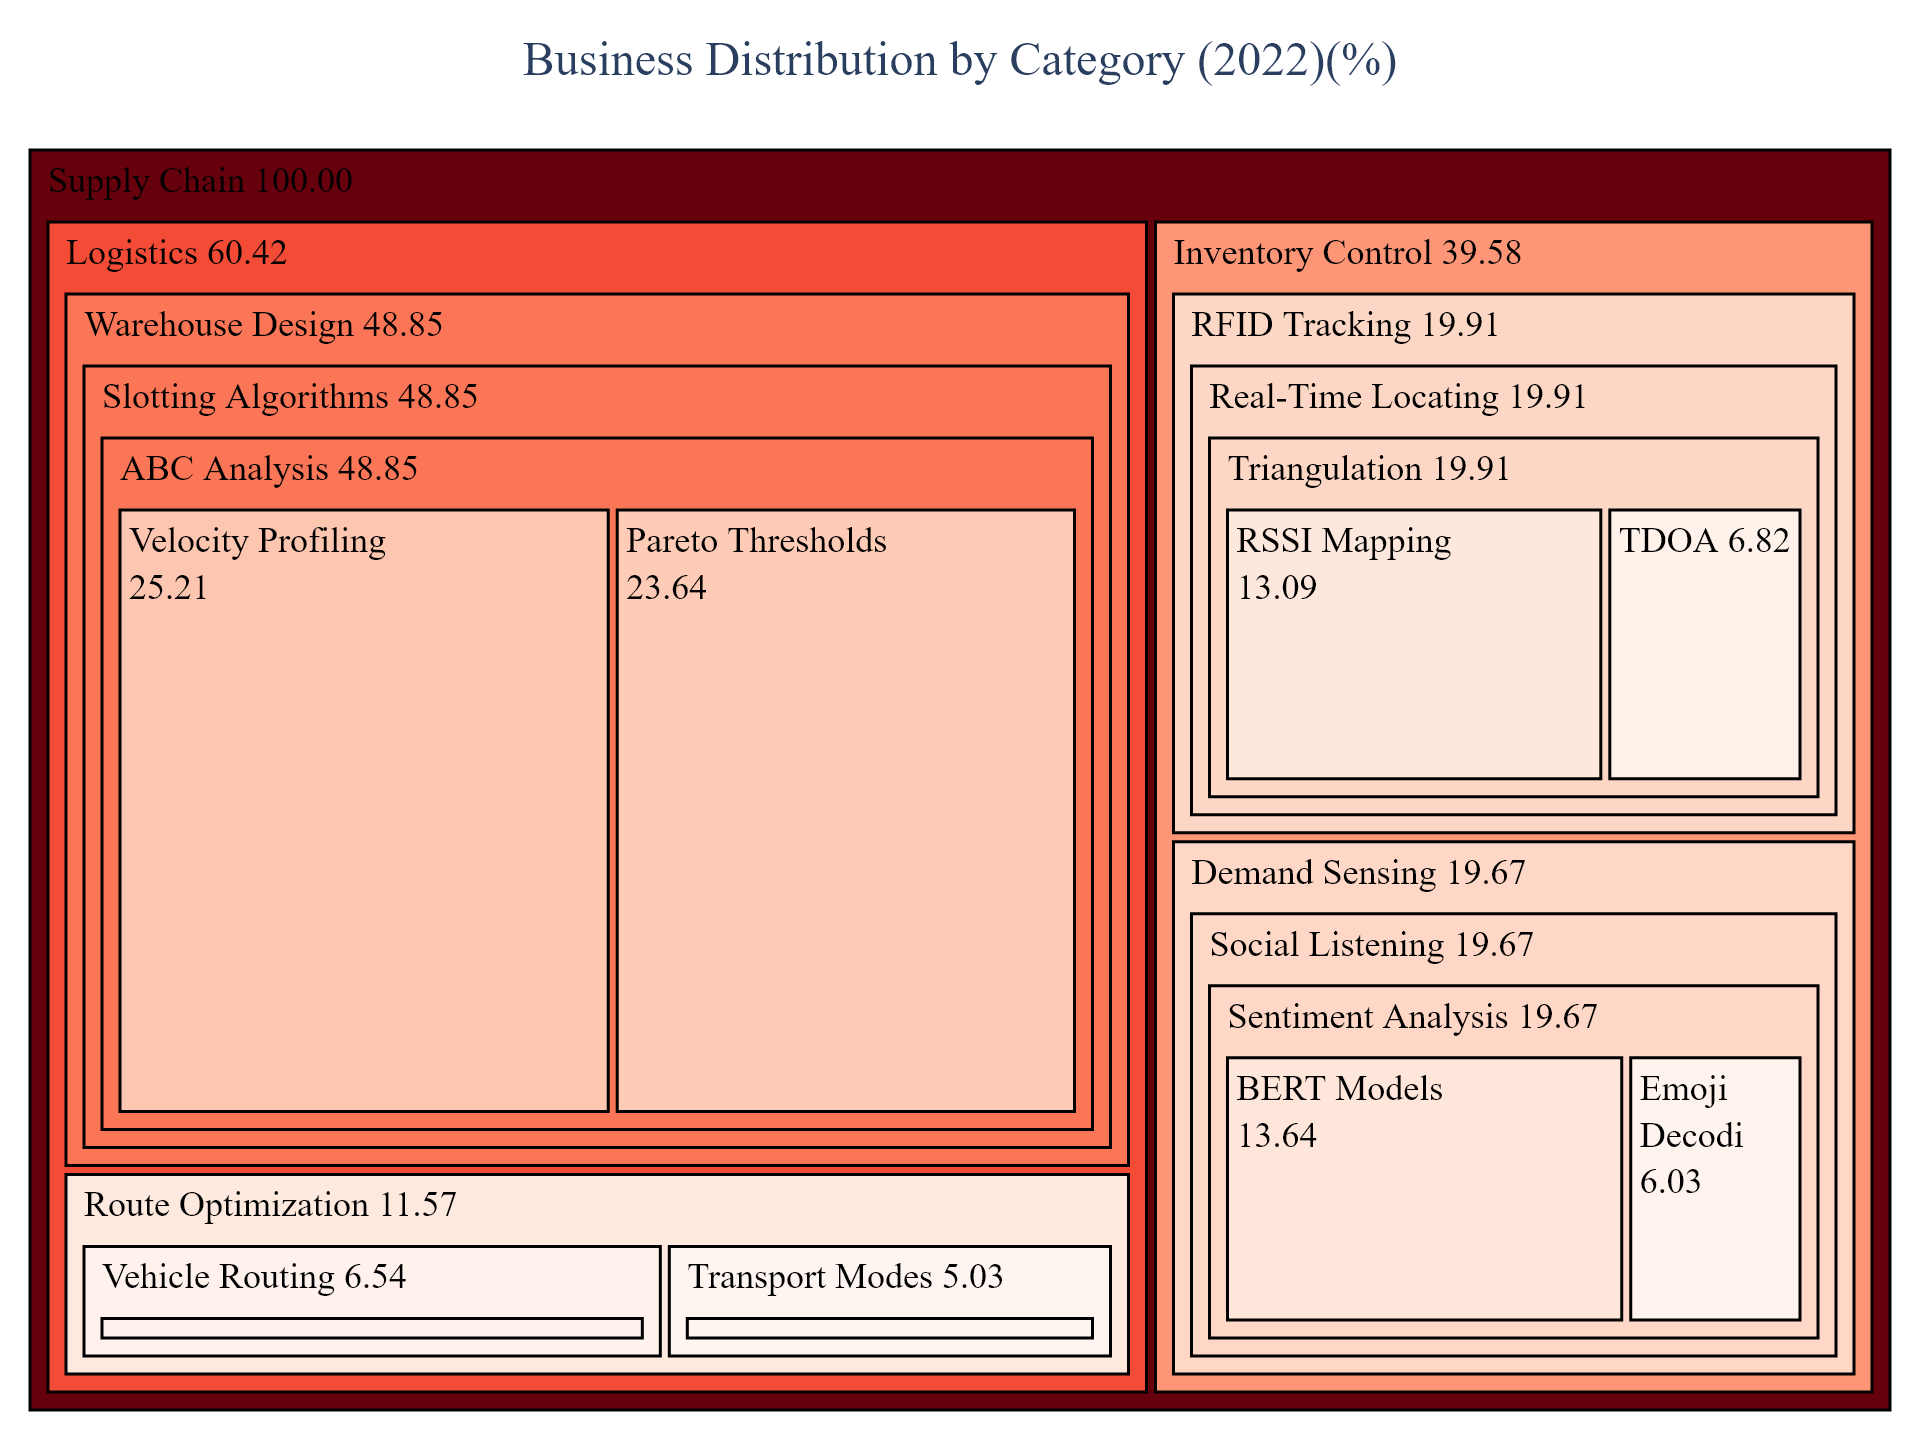 Business Distribution by Category (2022)(%)
Supply Chain 100.00
Logistics 60.42
Warehouse Design 48.85
Slotting Algorithms 48.85
ABC Analysis 48.85
Velocity Profiling
25.21
Pareto Thresholds
23.64
Route Optimization 11.57
Vehicle Routing 6.54
Transport Modes 5.03
Inventory Control 39.58
RFID Tracking 19.91
Real-Time Locating 19.91
Triangulation 19.91
RSSI Mapping
13.09
TDOA 6.82
Demand Sensing 19.67
Social Listening 19.67
Sentiment Analysis 19.67
BERT Models
13.64
Emoji
Decodi
6.03